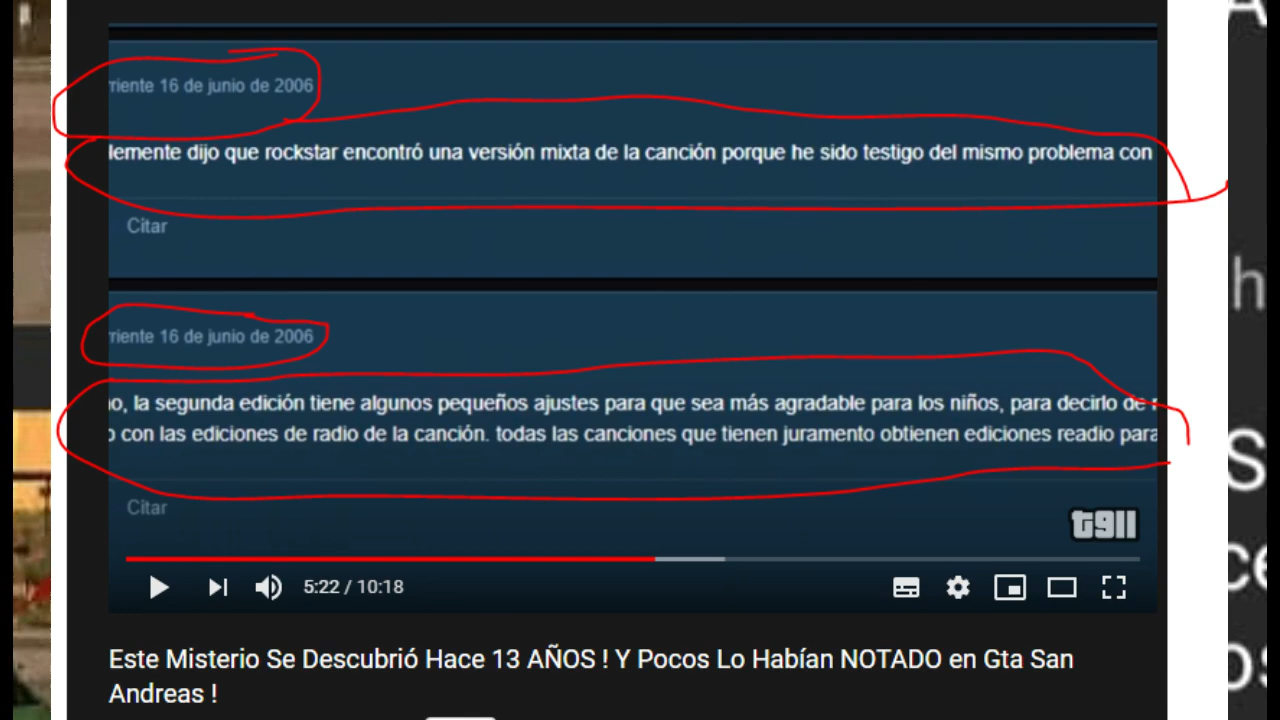 A
riente 16 de junio de 2006
lemente dijo que rockstar encontró una versión mixta de la canción porque he sido testigo del mismo problema con
Citar
h
riente 16 de junio de 2006
o, la segunda edición tiene algunos pequeños ajustes para que sea más agradable para los niños, para decirlo de
o con las ediciones de radio de la canción. todas las canciones que tienen juramento obtienen ediciones readio para
S
Citar
t911
ce
5:22 / 10:18
os
Este Misterio Se Descubrió Hace 13 AÑOS ! Y Pocos Lo Habían NOTADO en Gta San
Andreas !